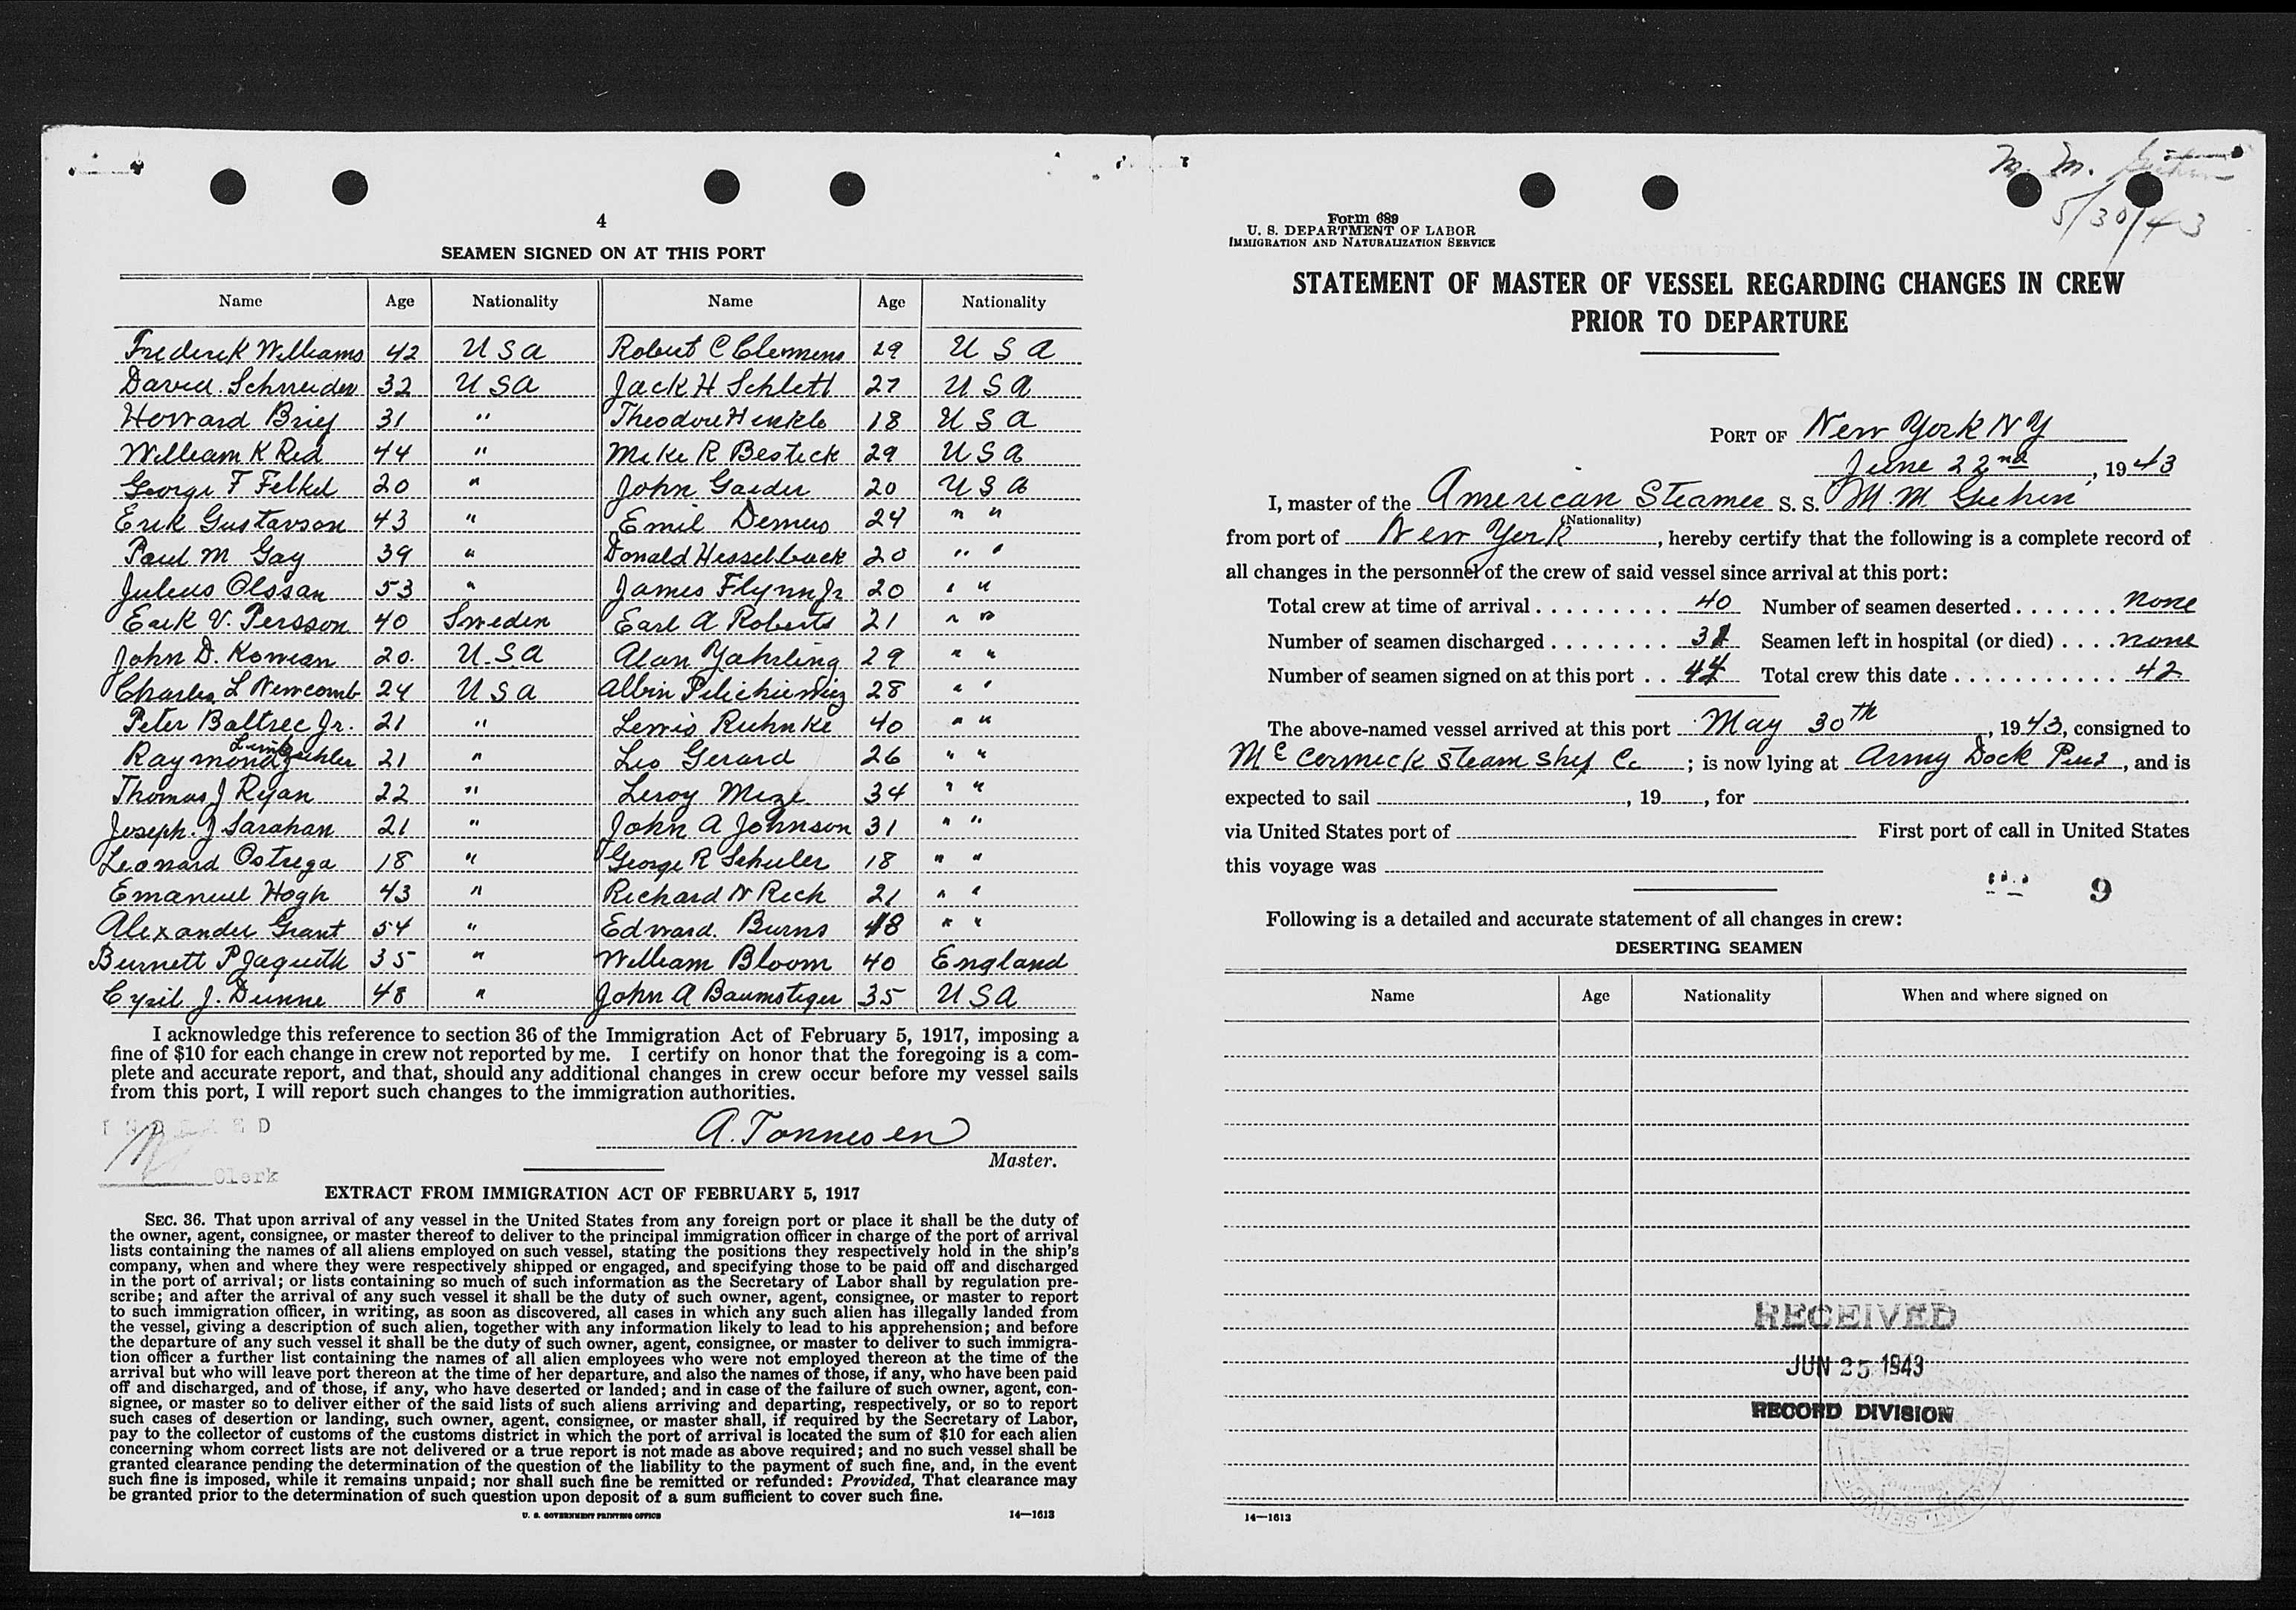 4
SEAMEN SIGNED ON AT THIS PORT
Name Age Nationality Name Age Nationality
Frederick Williams 42 USA Robert C Clemens 29 USA
David Schneider 32 USA Jack H Schlett 27 USA
Howard Brief 31 " Theodore Henkle 18 USA
William K Reid 44 " Mike R Besteck 29 USA
George F Felkel 20 " John Gaeder 20 USA
Erik Gustavson 43 " Emil Demers 24 " "
Paul M Gay 39 " Donald Hesselback 20 " "
Julius Olssan 53 " James Flynn Jr 20 " "
Erik V. Persson 40 Sweden Earl A Roberts 21 " "
John D. Kowean 20. USA Alan Yahrling 29 " "
Charles L Newcomb 24 USA Albin 28 " "
Peter Baltrec Jr. 21 " Lewis Ruhnke 40 " "
Raymond 21 " Leo Gerard 26 " "
Thomas J Ryan 22 " Leroy Mize 34 " "
Joseph J Sarahan 21 " John A Johnson 31 " "
Leonard Ostrega 18 " George R Schuler 18 " "
Emanuel Hogh 43 " Richard N Rech 21 " "
Alexander Grant 54 " Edward. Burns 48 " "
Burnett P Jaquith 35 " William Bloom 40 England
Cyril J. Dunne 48 " John A Baumstiger 35 USA
I acknowledge this reference to section 36 of the Immigration Act of February 5, 1917, imposing a
fine of $10 for each change in crew not reported by me. I certify on honor that the foregoing is a com-
plete and accurate report, and that, should any additional changes in crew occur before my vessel sails
from this port, I will report such changes to the immigration authorities.
INDEXED
A. Tonnesen
Master.
Clerk
EXTRACT FROM IMMIGRATION ACT OF FEBRUARY 5, 1917
SEC. 36. That upon arrival of any vessel in the United States from any foreign port or place it shall be the duty of
the owner, agent, consignee, or master thereof to deliver to the principal immigration officer in charge of the port of arrival
lists containing the names of all aliens employed on such vessel, stating the positions they respectively hold in the ship's
company, when and where they were respectively shipped or engaged, and specifying those to be paid off and discharged
in the port of arrival; or lists containing so much of such information as the Secretary of Labor shall by regulation pre-
scribe; and after the arrival of any such vessel it shall be the duty of such owner, agent, consignee, or master to report
to such immigration officer, in writing, as soon as discovered, all cases in which any such alien has illegally landed from
the vessel, giving a description of such alien, together with any information likely to lead to his apprehension; and before
the departure of any such vessel it shall be the duty of such owner, agent, consignee, or master to deliver to such immigra-
tion officer a further list containing the names of all alien employees who were not employed thereon at the time of the
arrival but who will leave port thereon at the time of her departure, and also the names of those, if any, who have been paid
off and discharged, and of those, if any, who have deserted or landed; and in case of the failure of such owner, agent, con-
signee, or master so to deliver either of the said lists of such aliens arriving and departing, respectively, or so to report
such cases of desertion or landing, such owner, agent, consignee, or master shall, if required by the Secretary of Labor,
pay to the collector of customs of the customs district in which the port of arrival is located the sum of $10 for each alien
concerning whom correct lists are not delivered or a true report is not made as above required; and no such vessel shall be
granted clearance pending the determination of the question of the liability to the payment of such fine, and, in the event
such fine is imposed, while it remains unpaid; nor shall such fine be remitted or refunded: Provided, That clearance may
be granted prior to the determination of such question upon deposit of a sum sufficient to cover such fine.
U. S. GOVERNMENT PRINTING OFFICE 14—1613
M. M. Guhin
5/30/43
Form 689
U. S. DEPARTMENT OF LABOR
IMMIGRATION AND NATURALIZATION SERVICE
STATEMENT OF MASTER OF VESSEL REGARDING CHANGES IN CREW
PRIOR TO DEPARTURE
PORT OF New York NY
June 22nd, 1943
I, master of the American Steamer S. S. M. M. Guhin
(Nationality)
from port of New York, hereby certify that the following is a complete record of
all changes in the personnel of the crew of said vessel since arrival at this port:
Total crew at time of arrival . . . . . . . . . 40 Number of seamen deserted . . . . . . . none
Number of seamen discharged . . . . . . . . Seamen left in hospital (or died) . . . . none
Number of seamen signed on at this port . . Total crew this date . . . . . . . . . . . 42
The above-named vessel arrived at this port May 30th, 1943, consigned to
McCormick Steam Ship Co ; is now lying at Army Dock, and is
expected to sail , 19 , for
via United States port of First port of call in United States
this voyage was
9
Following is a detailed and accurate statement of all changes in crew:
DESERTING SEAMEN
Name Age Nationality When and where signed on
RECEIVED
JUN 25 1943
RECORD DIVISION
14—1613